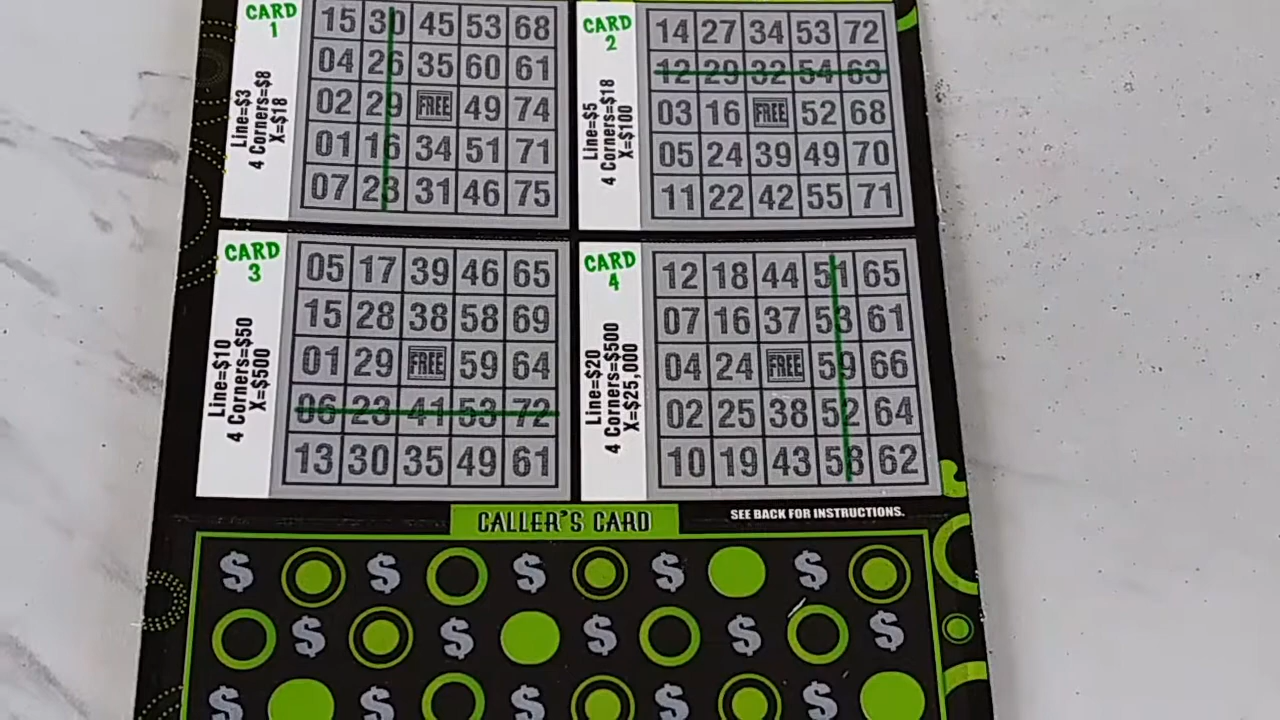 CARD 1
Line=$3
4 Corners=$8
X=$18
15 30 45 53 68
04 26 35 60 61
02 29 FREE 49 74
01 16 34 51 71
07 23 31 46 75
CARD 2
Line=$5
4 Corners=$18
X=$100
14 27 34 53 72
12 29 32 54 63
03 16 FREE 52 68
05 24 39 49 70
11 22 42 55 71
CARD 3
Line=$10
4 Corners=$50
X=$500
05 17 39 46 65
15 28 38 58 69
01 29 FREE 59 64
06 23 41 53 72
13 30 35 49 61
CARD 4
Line=$20
4 Corners=$500
X=$25,000
12 18 44 51 65
07 16 37 53 61
04 24 FREE 59 66
02 25 38 52 64
10 19 43 58 62
CALLER'S CARD
SEE BACK FOR INSTRUCTIONS.
$ $ $ $ $
$ $ $ $ $
$ $ $ $ $